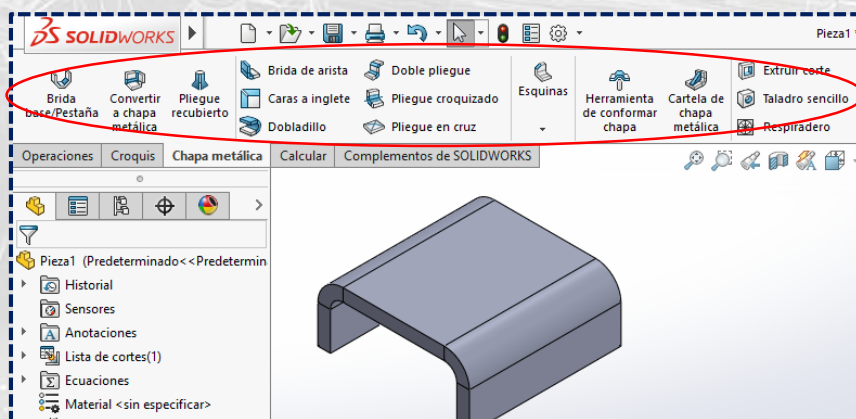 SOLIDWORKS
Pieza1
Brida
base/Pestaña
Convertir
a chapa
metálica
Pliegue
recubierto
Brida de arista
Caras a inglete
Dobladillo
Doble pliegue
Pliegue croquizado
Pliegue en cruz
Esquinas
Herramienta
de conformar
chapa
Cartela de
chapa
metálica
Extruir corte
Taladro sencillo
Respiradero
Operaciones
Croquis
Chapa metálica
Calcular
Complementos de SOLIDWORKS
Pieza1 (Predeterminado<<Predetermin
Historial
Sensores
Anotaciones
Lista de cortes(1)
Ecuaciones
Material <sin especificar>